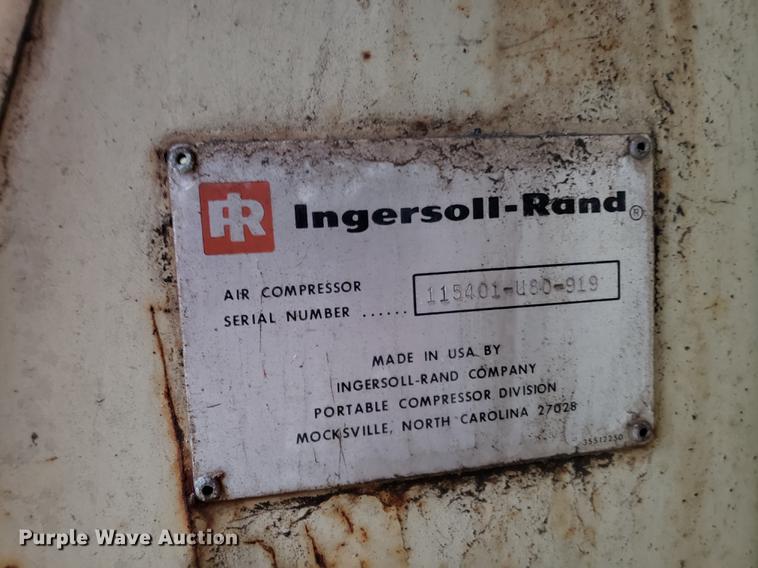 IR Ingersoll-Rand®
AIR COMPRESSOR
SERIAL NUMBER ...... 115401-U80-919
MADE IN USA BY
INGERSOLL-RAND COMPANY
PORTABLE COMPRESSOR DIVISION
MOCKSVILLE, NORTH CAROLINA 27028
35512250
Purple Wave Auction